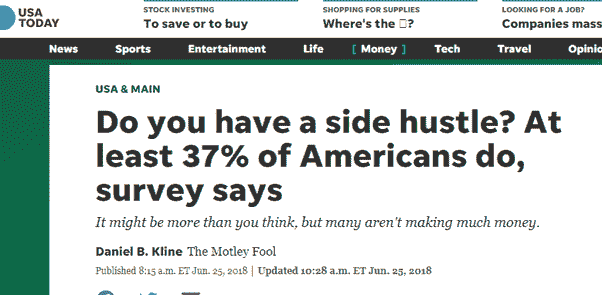 USA
TODAY
STOCK INVESTING
To save or to buy
SHOPPING FOR SUPPLIES
Where's the ?
LOOKING FOR A JOB?
Companies mass
News Sports Entertainment Life [ Money ] Tech Travel Opinio
USA & MAIN
Do you have a side hustle? At
least 37% of Americans do,
survey says
It might be more than you think, but many aren't making much money.
Daniel B. Kline The Motley Fool
Published 8:15 a.m. ET Jun. 25, 2018 | Updated 10:28 a.m. ET Jun. 25, 2018